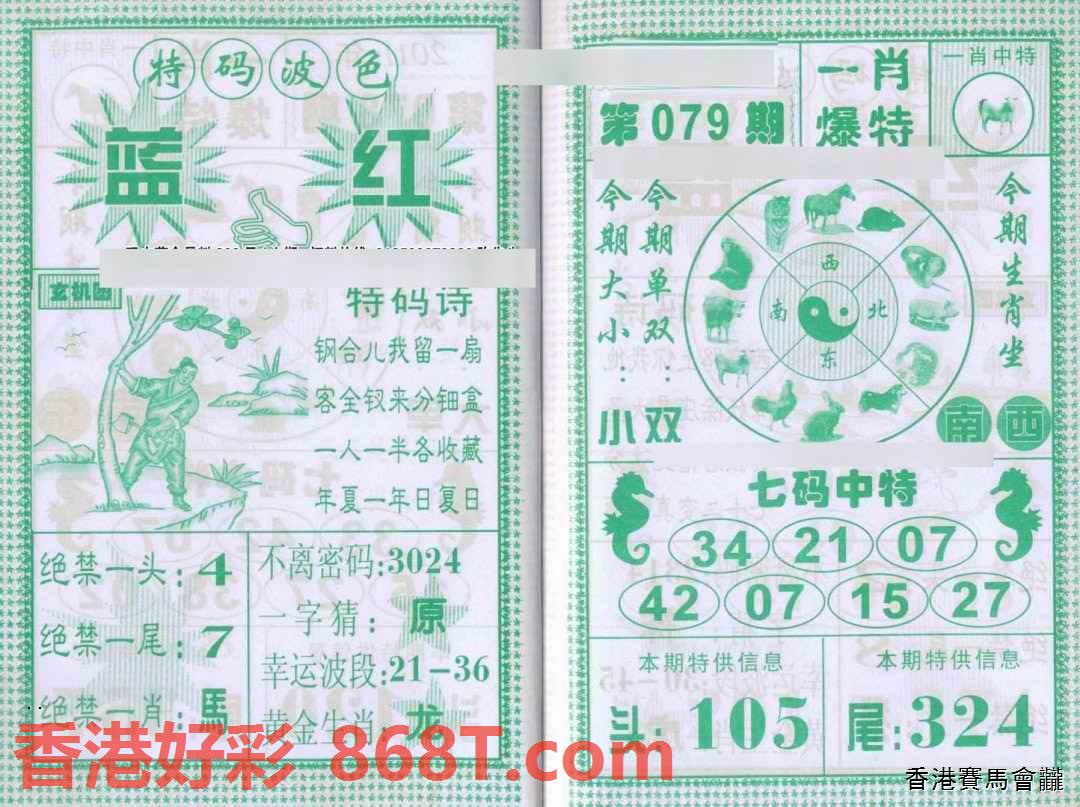 特码波色
蓝 红
特码诗
钢合儿我留一扇
客全钗来分钿盒
一人一半各收藏
年夏一年日夏日
绝禁一头:4
绝禁一尾:7
绝禁一肖:馬
不离密码:3024
一字猜:原
幸运波段:21-36
黄金生肖:龙
第079期
一肖
爆特
一肖中特
今期大小:小
今期单双:双
西
南 北
东
今期生肖坐
南 西
七码中特
34 21 07
42 07 15 27
本期特供信息
头:105
本期特供信息
尾:324
香港好彩 868T.com
香港賽馬會